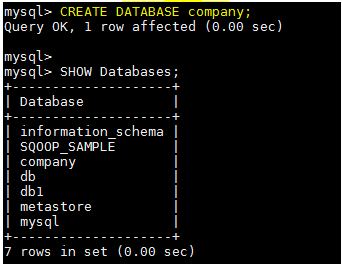 mysql> CREATE DATABASE company;
Query OK, 1 row affected (0.00 sec)
mysql>
mysql> SHOW Databases;
+--------------------+
| Database           |
+--------------------+
| information_schema |
| SQOOP_SAMPLE       |
| company            |
| db                 |
| db1                |
| metastore          |
| mysql              |
+--------------------+
7 rows in set (0.00 sec)